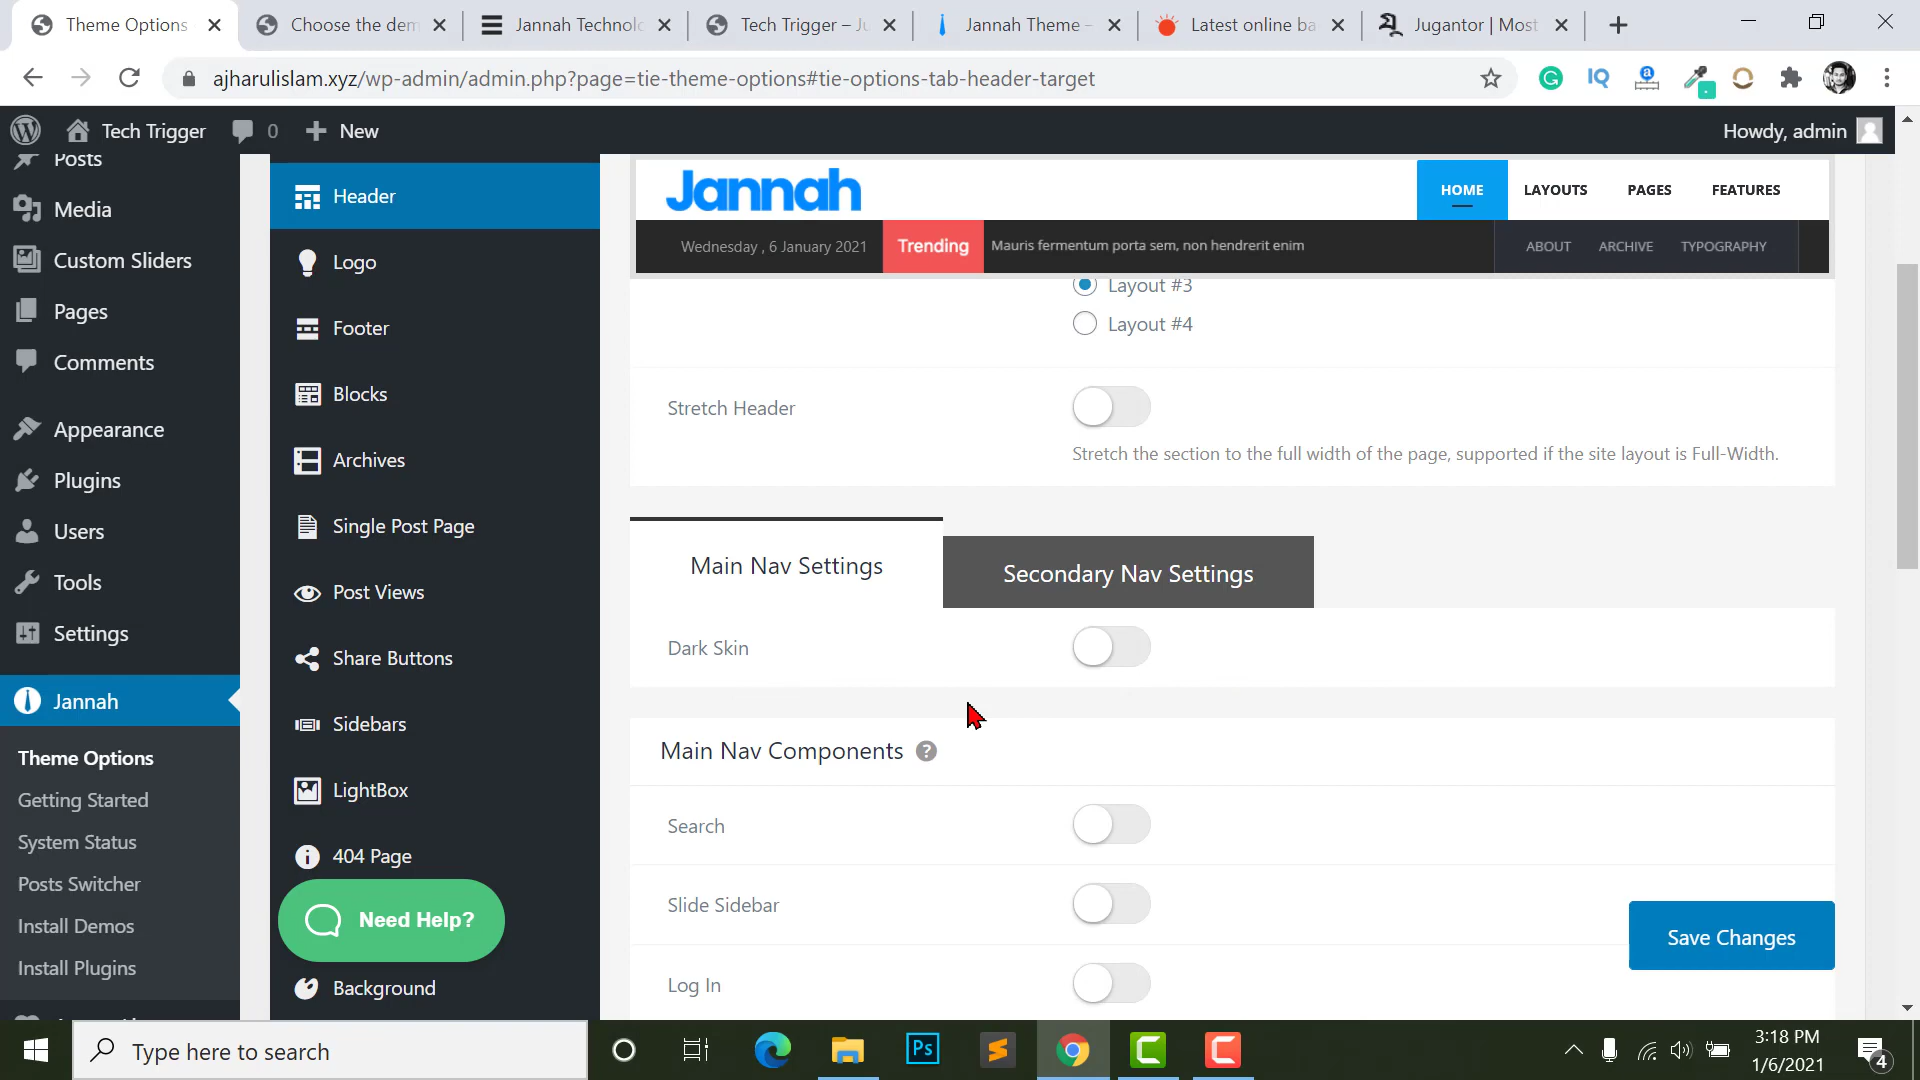 Theme Options
Choose the dem
Jannah Technolo
Tech Trigger – Ju
Jannah Theme –
Latest online ba
Jugantor | Most
ajharulislam.xyz/wp-admin/admin.php?page=tie-theme-options#tie-options-tab-header-target
Tech Trigger
0
New
Howdy, admin
Posts
Media
Custom Sliders
Pages
Comments
Appearance
Plugins
Users
Tools
Settings
Jannah
Theme Options
Getting Started
System Status
Posts Switcher
Install Demos
Install Plugins
Header
Logo
Footer
Blocks
Archives
Single Post Page
Post Views
Share Buttons
Sidebars
LightBox
404 Page
Need Help?
Background
Jannah
HOME
LAYOUTS
PAGES
FEATURES
Wednesday , 6 January 2021
Trending
Mauris fermentum porta sem, non hendrerit enim
ABOUT
ARCHIVE
TYPOGRAPHY
Layout #3
Layout #4
Stretch Header
Stretch the section to the full width of the page, supported if the site layout is Full-Width.
Main Nav Settings
Secondary Nav Settings
Dark Skin
Main Nav Components ?
Search
Slide Sidebar
Log In
Save Changes
Type here to search
Ps
3:18 PM
1/6/2021
4